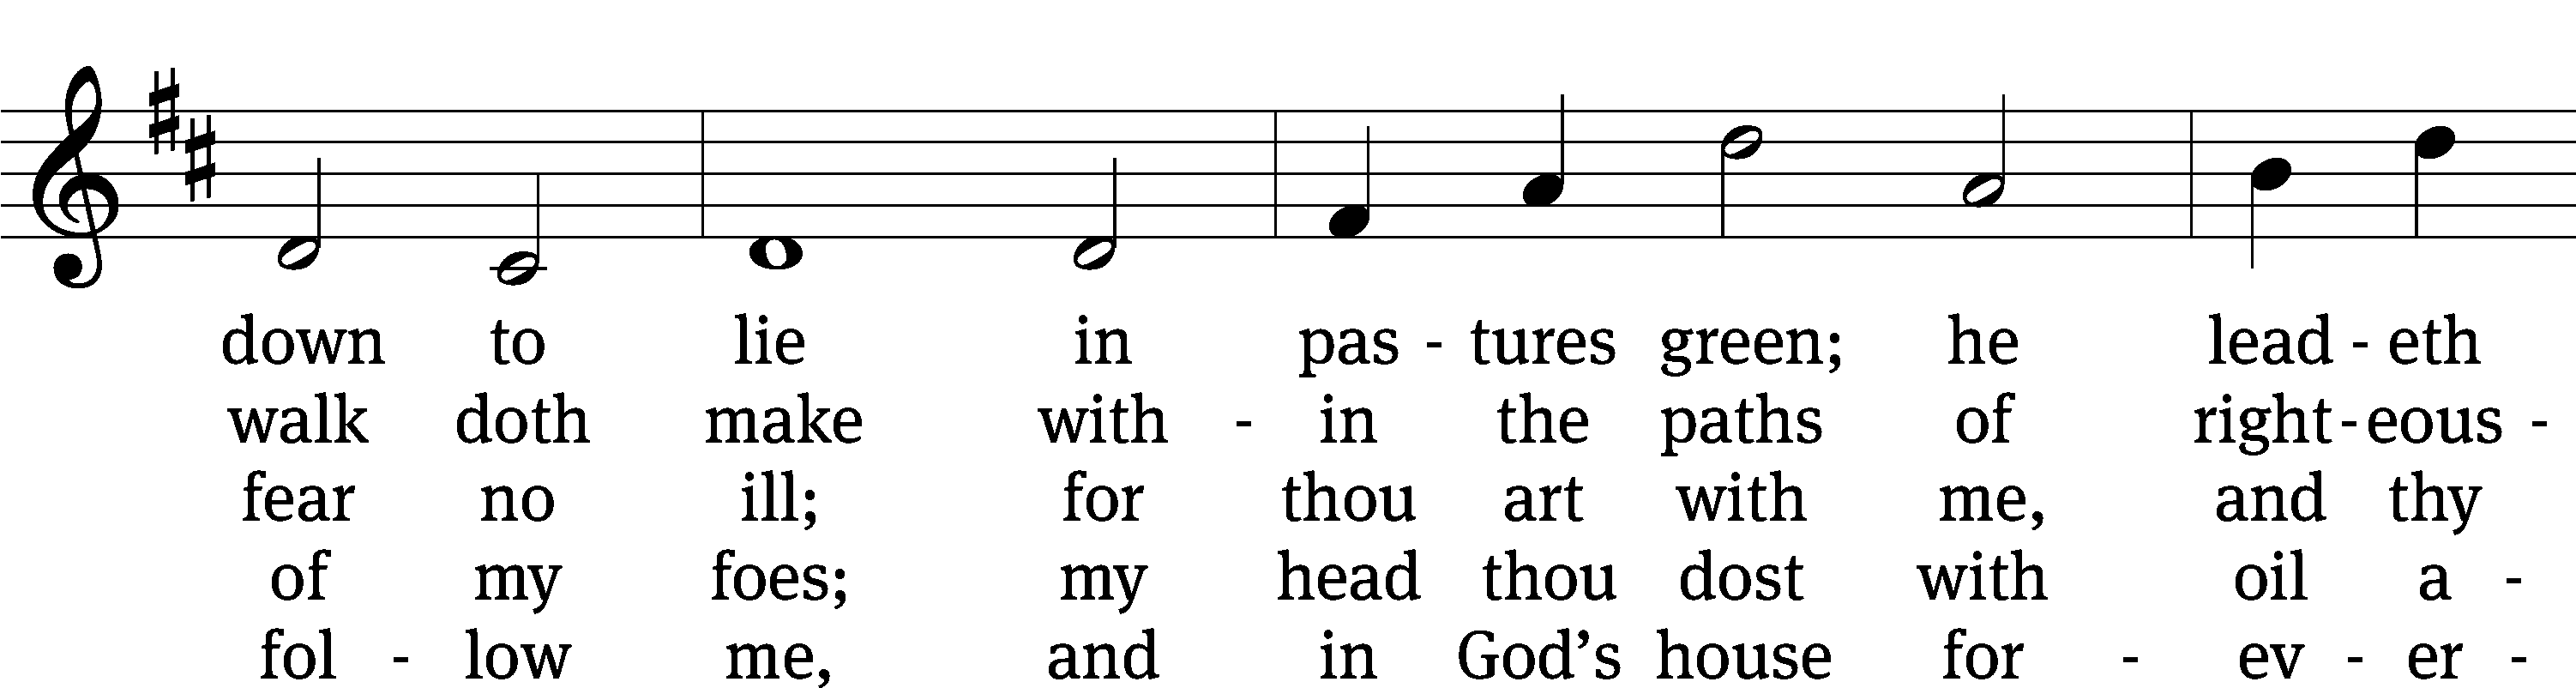 down to lie in pas - tures green; he lead - eth
walk doth make with - in the paths of right - eous -
fear no ill; for thou art with me, and thy
of my foes; my head thou dost with oil a -
fol - low me, and in God’s house for - ev - er -